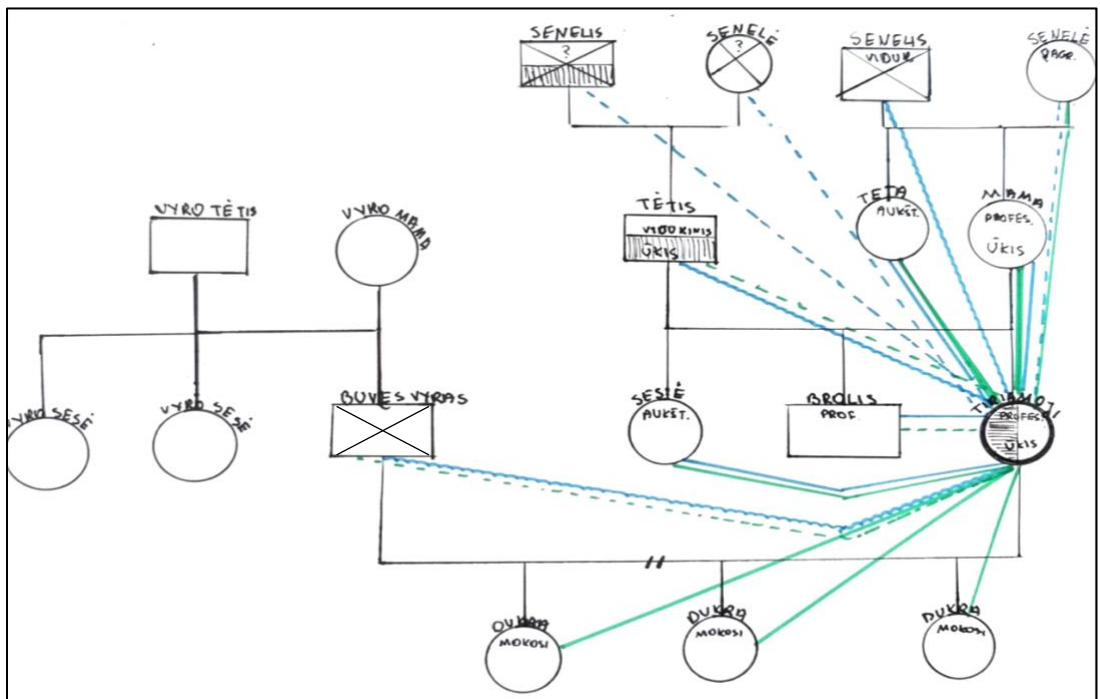 SENELIS
?
SENELĖ
?
SENELIS
VIDUR
SENELĖ
PAGR.
VYRO TĖTIS
VYRO MAMA
TĖTIS
VIDURINIS
ŪKIS
TETA
AUKŠT.
MAMA
PROFES.
ŪKIS
VYRO SESĖ
VYRO SESĖ
BUVĘS VYRAS
SESĖ
AUKŠT.
BROLIS
PROF.
TIRIAMOJI
PROFES.
ŪKIS
DUKRA
MOKOSI
DUKRA
MOKOSI
DUKRA
MOKOSI